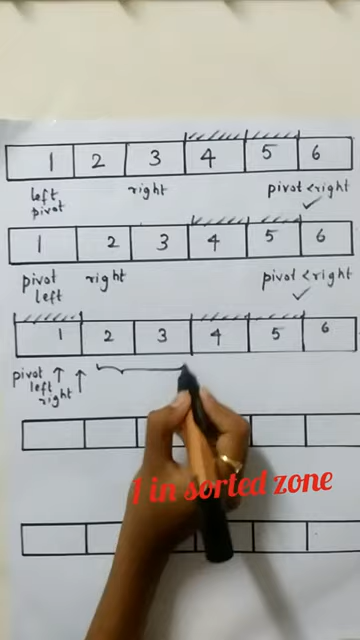 1 2 3 4 5 6
left right pivot < right
pivot
1 2 3 4 5 6
pivot right pivot < right
left
1 2 3 4 5 6
pivot
left
right
1 in sorted zone